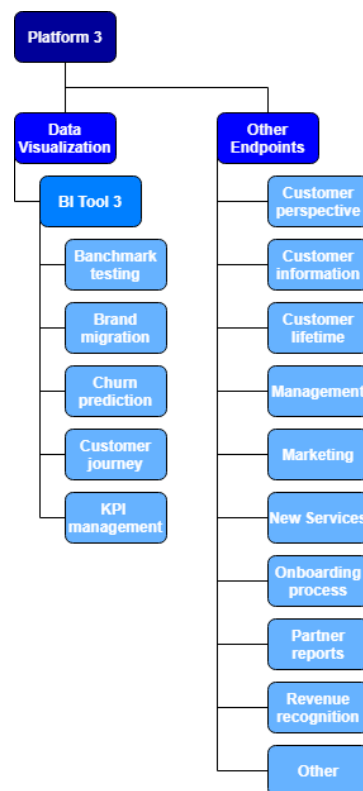 Platform 3
Data
Visualization
BI Tool 3
Banchmark
testing
Brand
migration
Churn
prediction
Customer
journey
KPI
management
Other
Endpoints
Customer
perspective
Customer
information
Customer
lifetime
Management
Marketing
New Services
Onboarding
process
Partner
reports
Revenue
recognition
Other